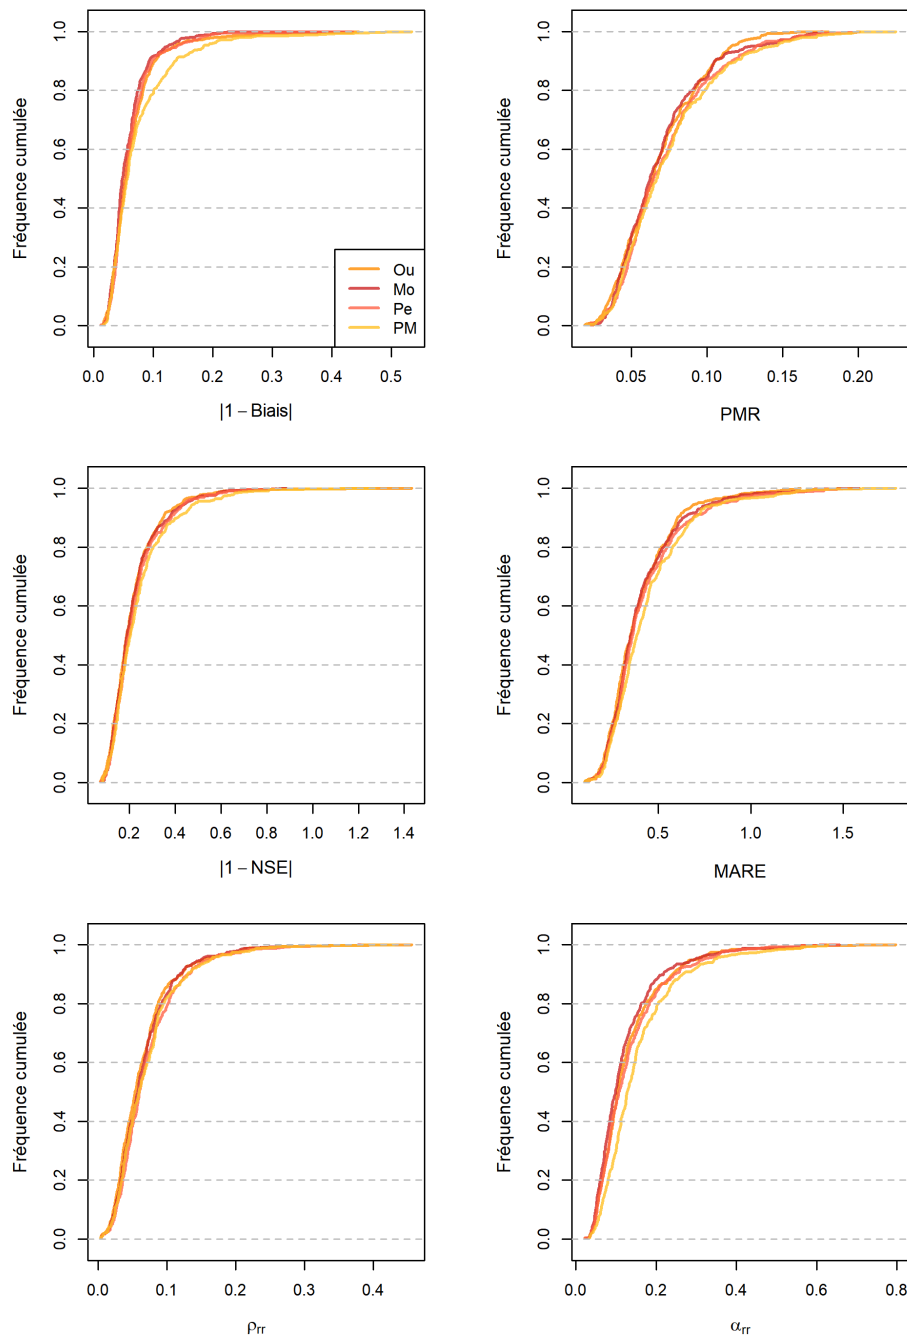 Fréquence cumulée
0.0
0.2
0.4
0.6
0.8
1.0
Ou
Mo
Pe
PM
0.0 0.1 0.2 0.3 0.4 0.5
|1 − Biais|
Fréquence cumulée
0.0
0.2
0.4
0.6
0.8
1.0
0.05 0.10 0.15 0.20
PMR
Fréquence cumulée
0.0
0.2
0.4
0.6
0.8
1.0
0.2 0.4 0.6 0.8 1.0 1.2 1.4
|1 − NSE|
Fréquence cumulée
0.0
0.2
0.4
0.6
0.8
1.0
0.5 1.0 1.5
MARE
Fréquence cumulée
0.0
0.2
0.4
0.6
0.8
1.0
0.0 0.1 0.2 0.3 0.4
ρrr
Fréquence cumulée
0.0
0.2
0.4
0.6
0.8
1.0
0.0 0.2 0.4 0.6 0.8
αrr